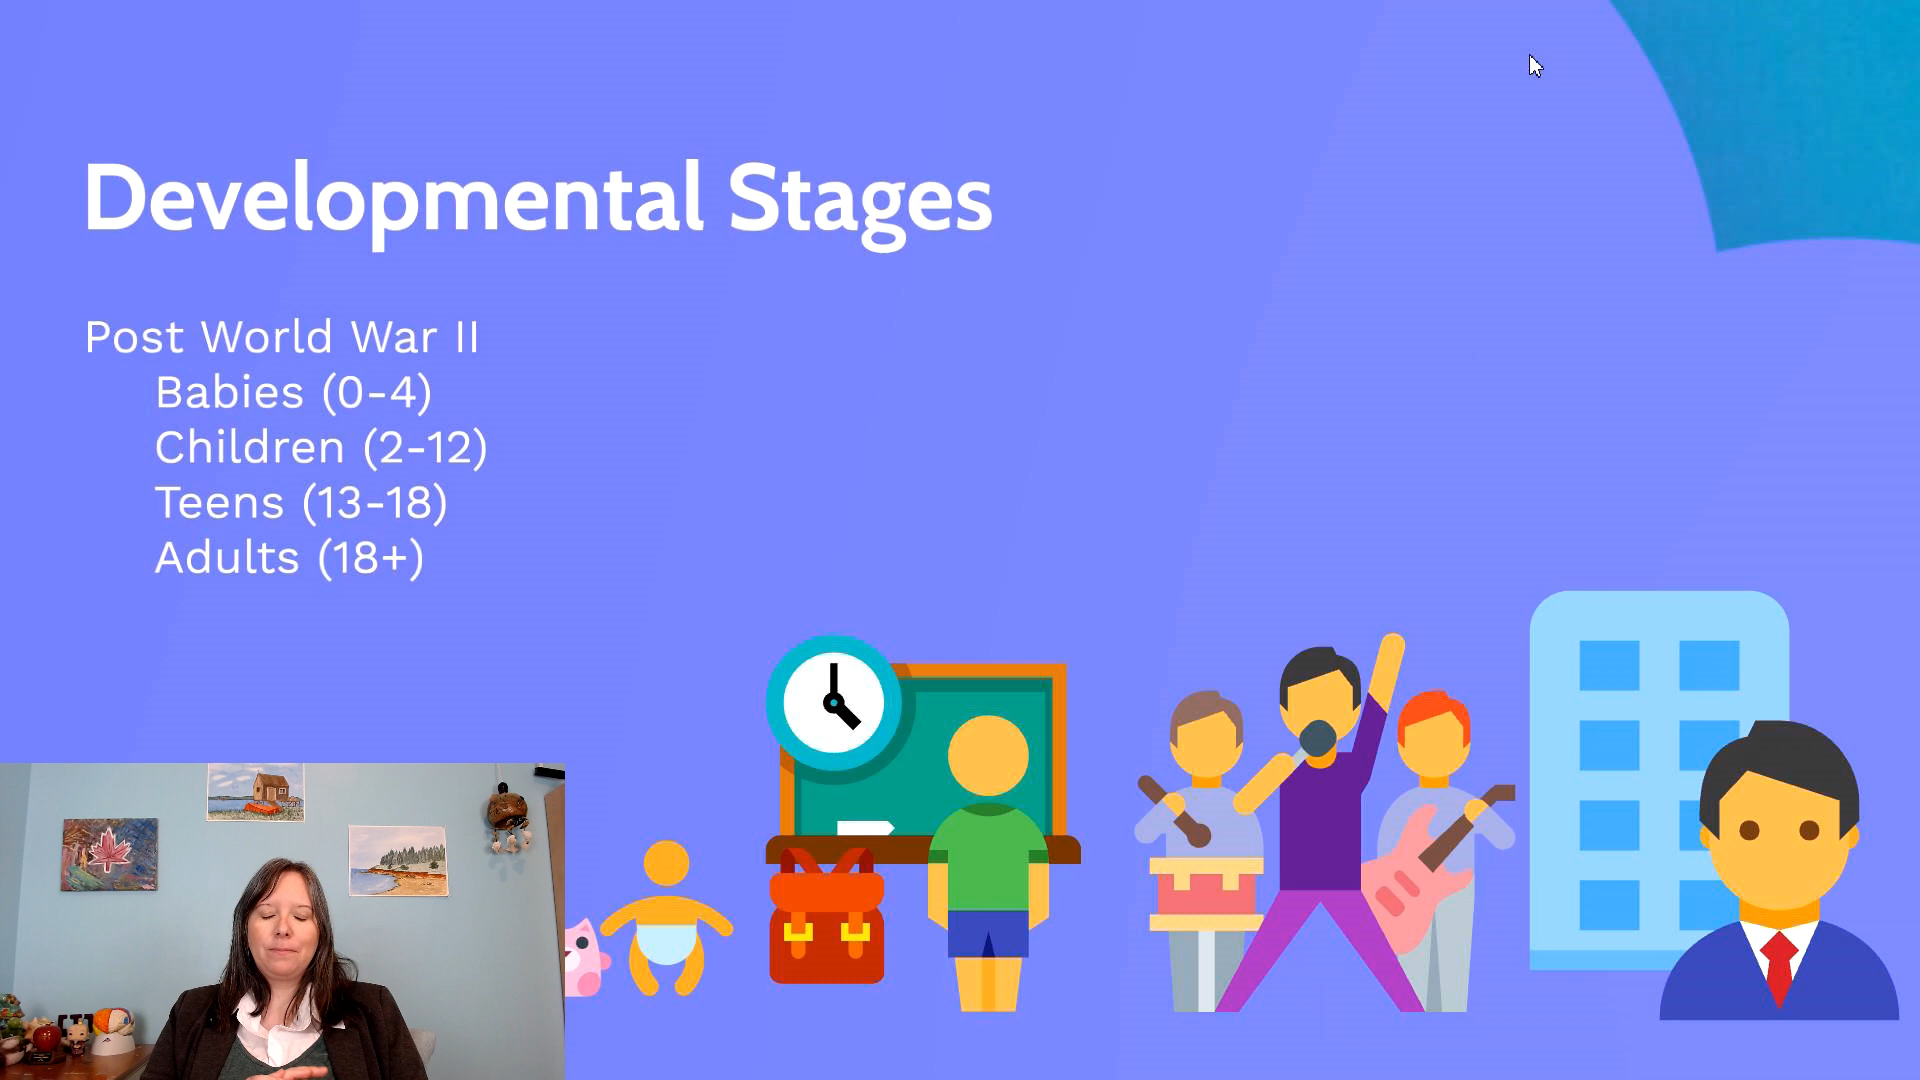 Developmental Stages
Post World War II
Babies (0-4)
Children (2-12)
Teens (13-18)
Adults (18+)